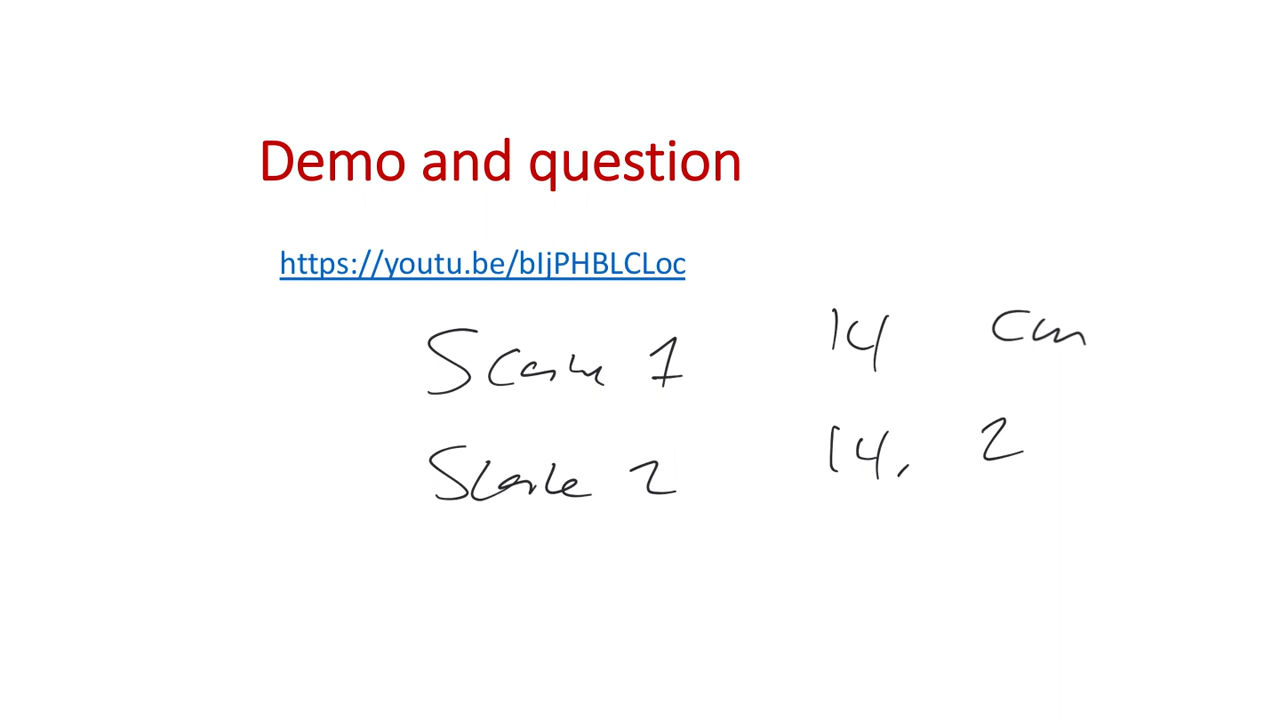 Demo and question
https://youtu.be/bIjPHBLCLoc
Scale 1 14 cm
Scale 2 14, 2